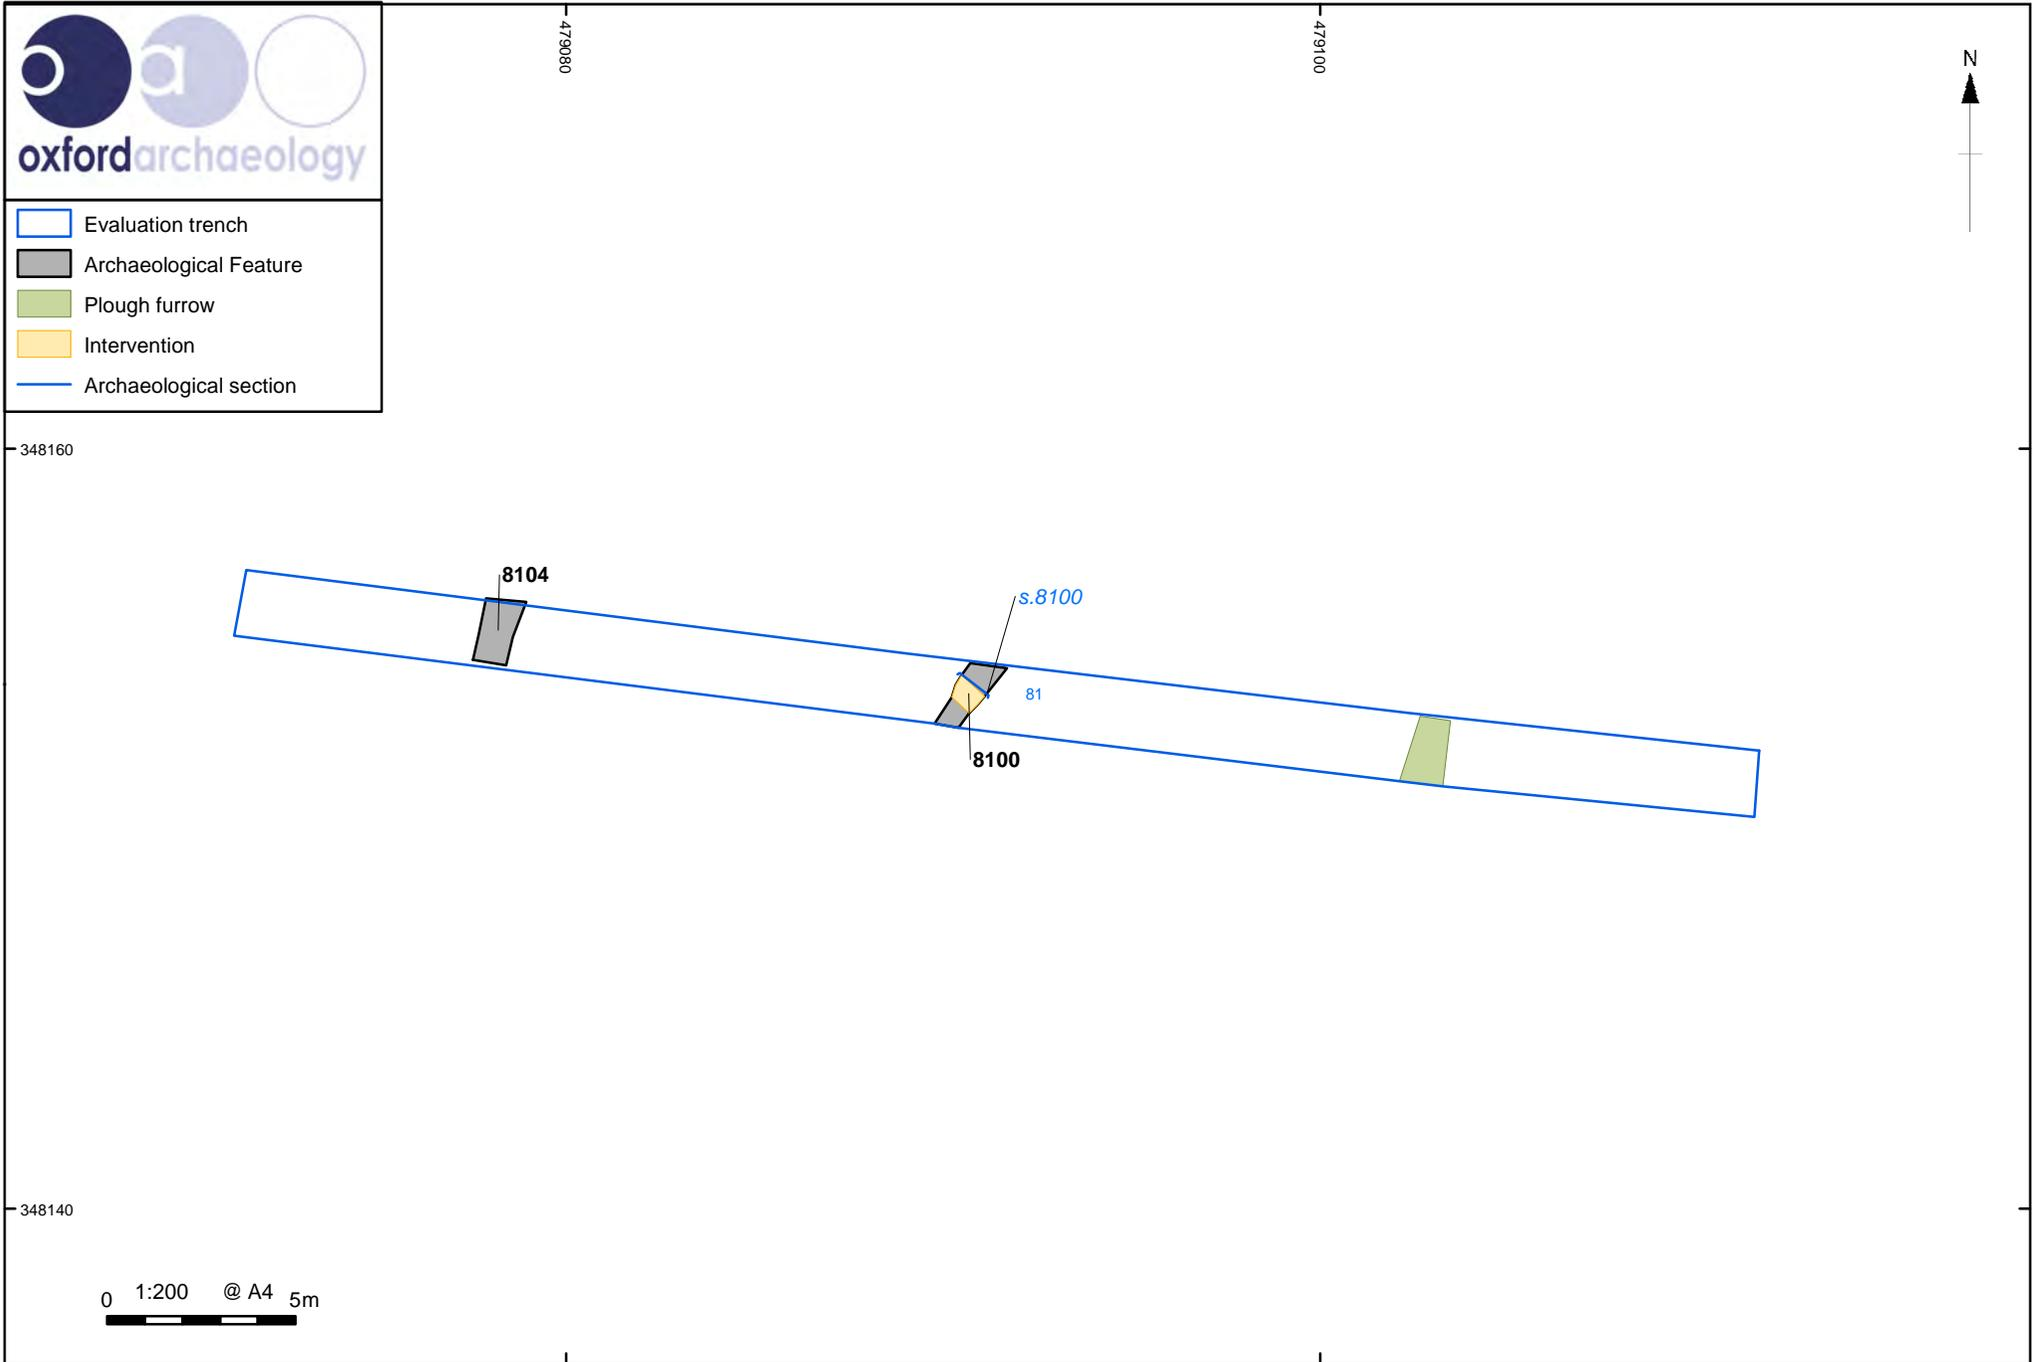 oxfordarchaeology
Evaluation trench
Archaeological Feature
Plough furrow
Intervention
Archaeological section
479080
479100
N
348160
8104
s.8100
81
8100
348140
0 1:200 @ A4 5m